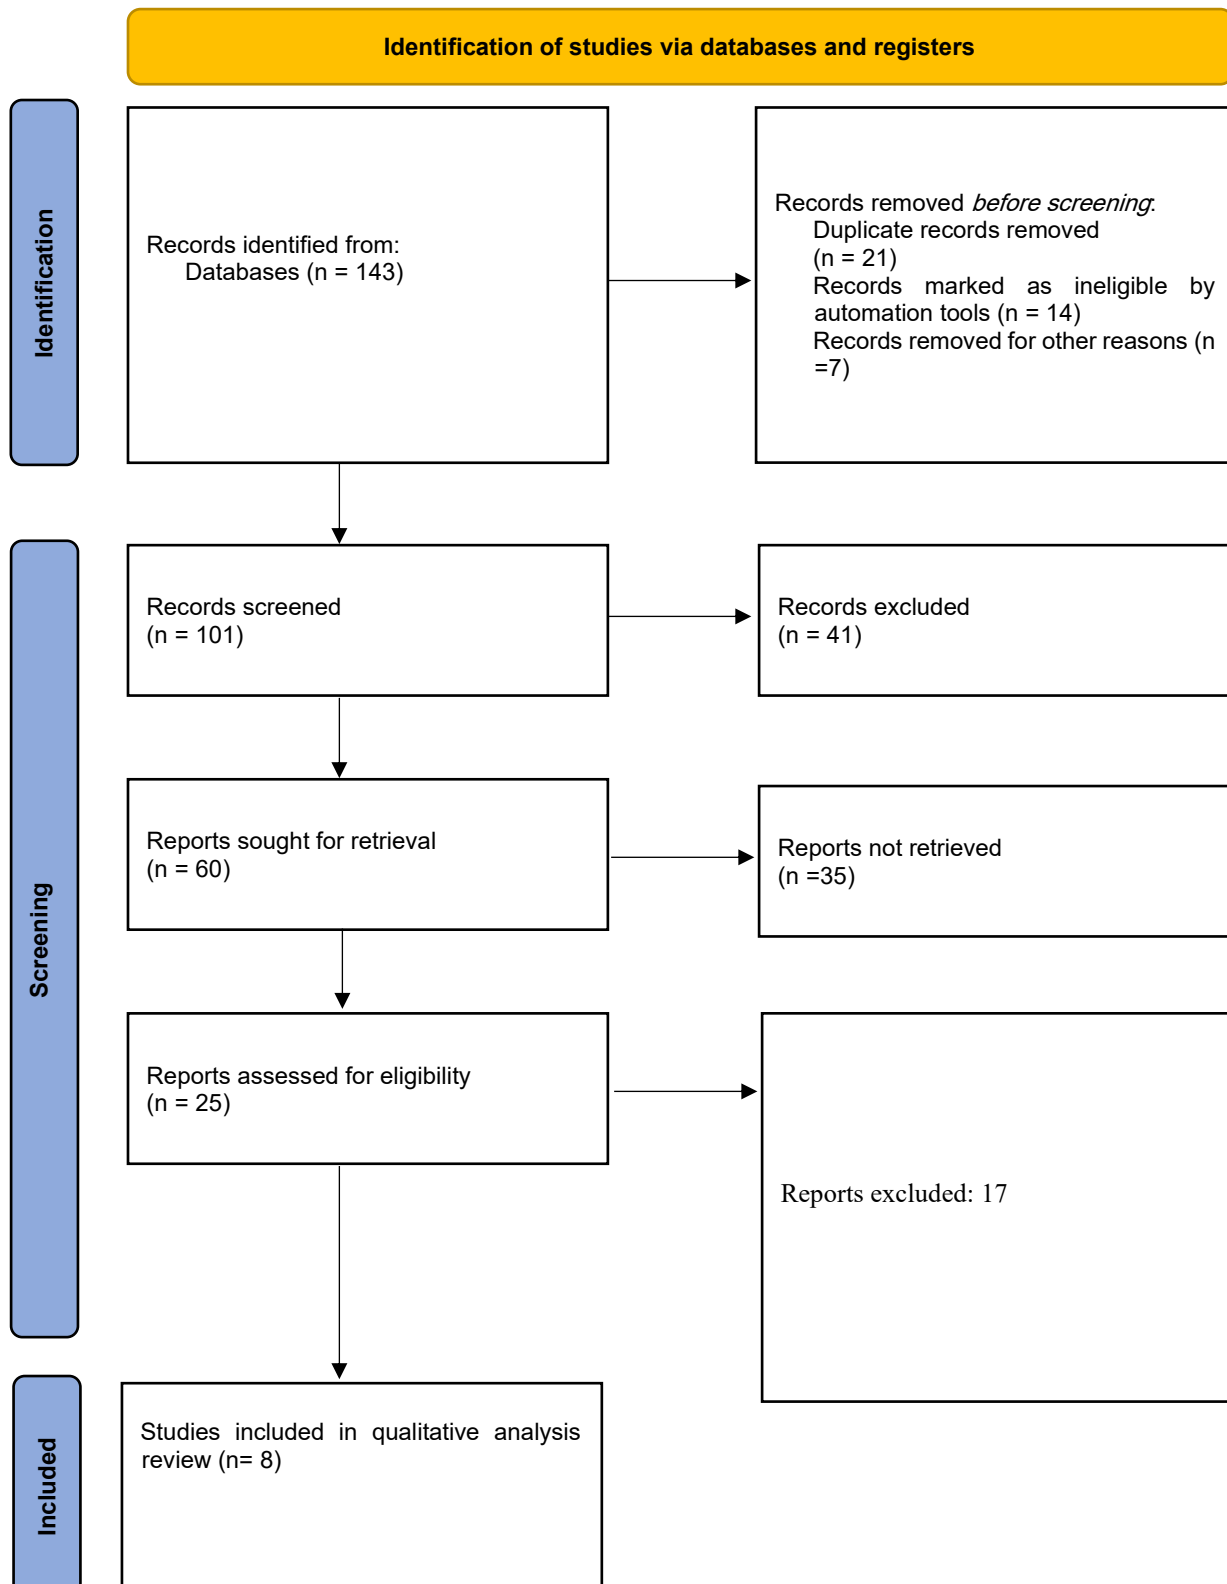 Identification of studies via databases and registers
Identification
Records identified from:
Databases (n = 143)
Records removed before screening:
Duplicate records removed
(n = 21)
Records marked as ineligible by
automation tools (n = 14)
Records removed for other reasons (n
=7)
Screening
Records screened
(n = 101)
Records excluded
(n = 41)
Reports sought for retrieval
(n = 60)
Reports not retrieved
(n =35)
Reports assessed for eligibility
(n = 25)
Reports excluded: 17
Included
Studies included in qualitative analysis
review (n= 8)